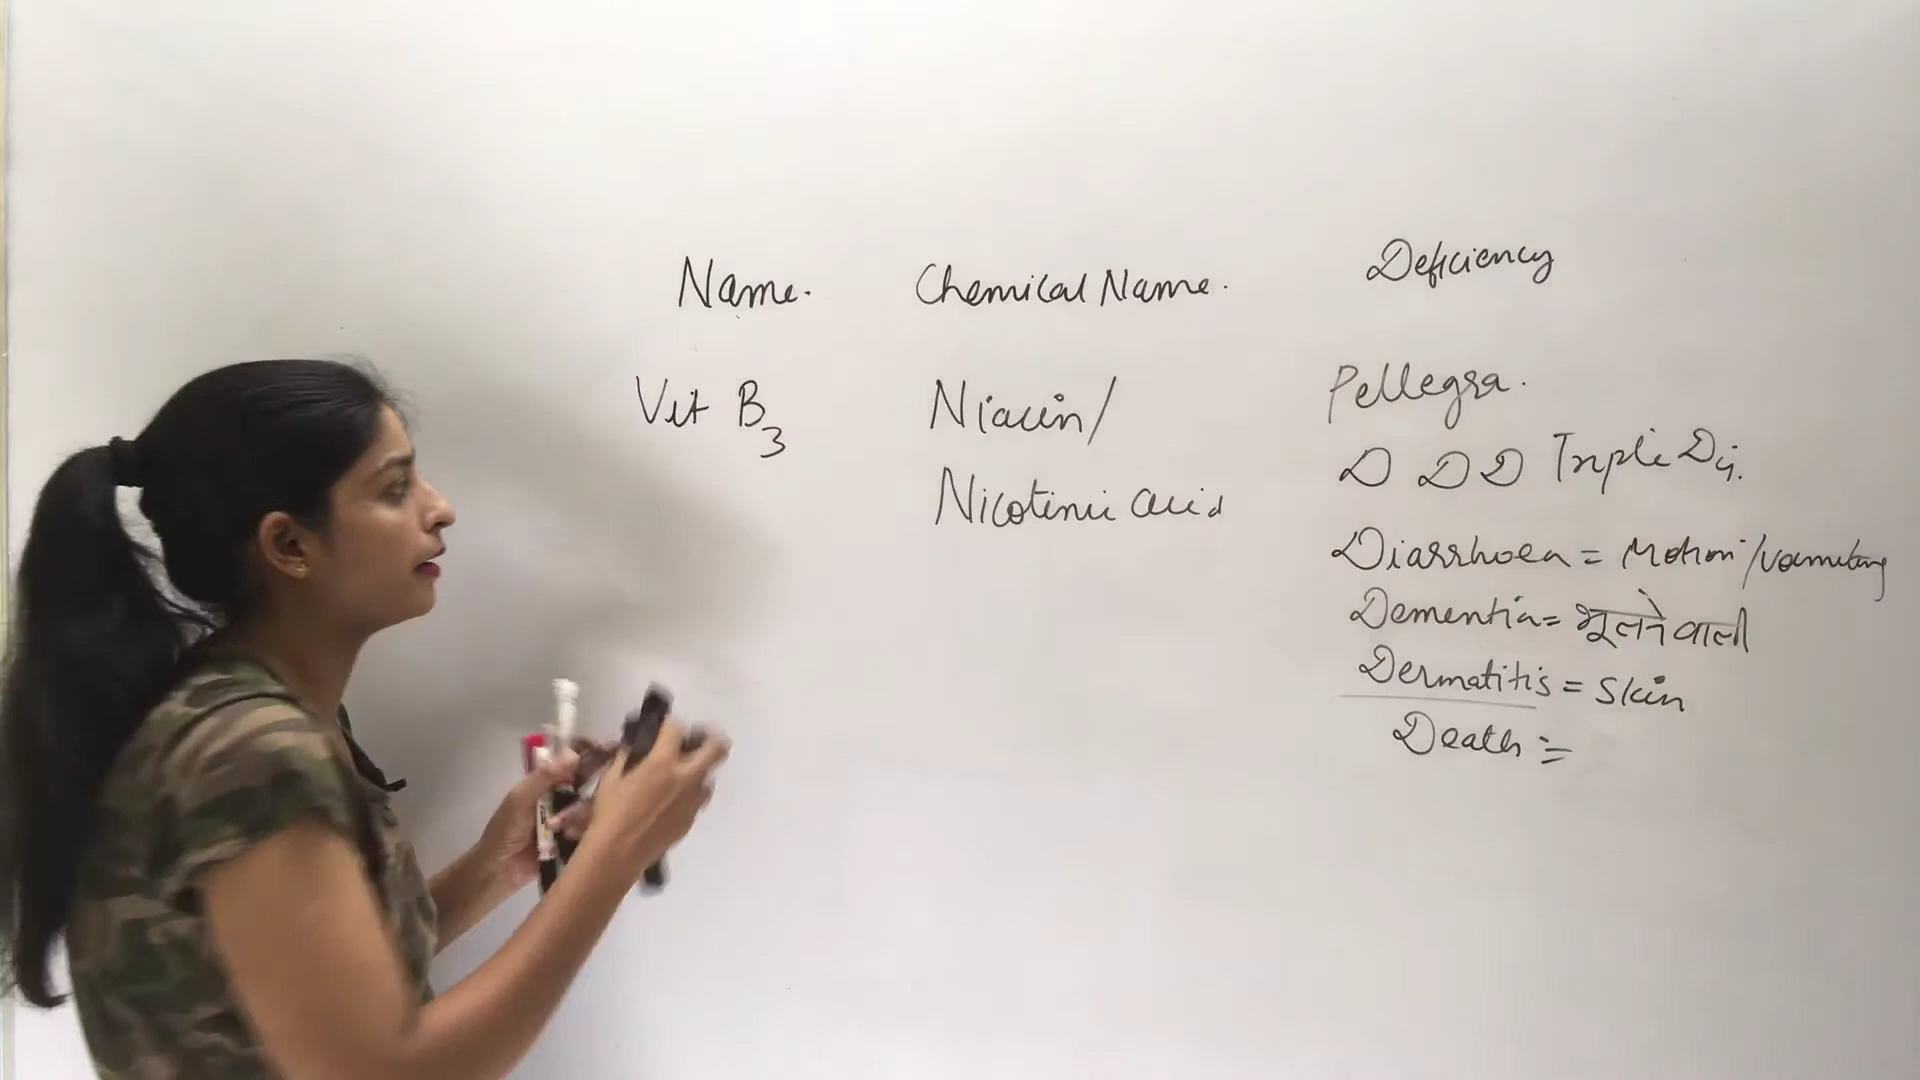 Name. Chemical Name. Deficiency
Vit B3 Niacin/ Pellegra.
D D D Triple Dis.
Nicotinic acid
Diarrhoea = Motion/vomiting
Dementia = भूलने वाली
Dermatitis = Skin
Death =